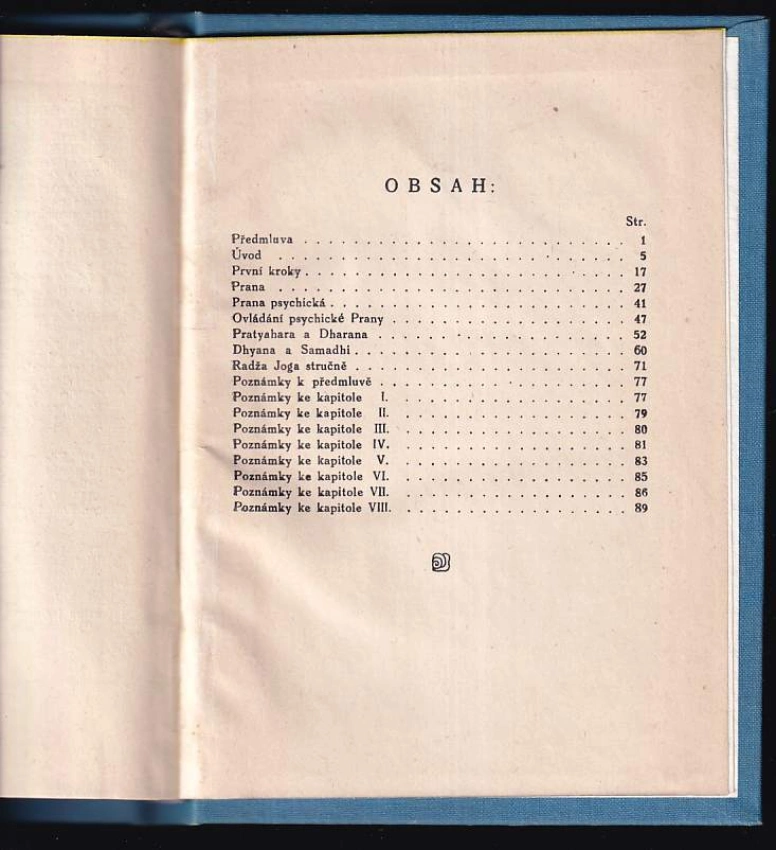 OBSAH:
Str.
Předmluva . . . . . . . . . . . . . . . . . . . . . . . . . 1
Úvod . . . . . . . . . . . . . . . . . . . . . . . . . 5
První kroky . . . . . . . . . . . . . . . . . . . . . . . . . 17
Prana . . . . . . . . . . . . . . . . . . . . . . . . . 27
Prana psychická . . . . . . . . . . . . . . . . . . . . . . . 41
Ovládání psychické Prany . . . . . . . . . . . . . . . . . . 47
Pratyahara a Dharana . . . . . . . . . . . . . . . . . . . 52
Dhyana a Samadhi . . . . . . . . . . . . . . . . . . . . . 60
Radža Joga stručně . . . . . . . . . . . . . . . . . . . . . 71
Poznámky k předmluvě . . . . . . . . . . . . . . . . . . . 77
Poznámky ke kapitole I. . . . . . . . . . . . . . . . . . 77
Poznámky ke kapitole II. . . . . . . . . . . . . . . . . . 79
Poznámky ke kapitole III. . . . . . . . . . . . . . . . . . 80
Poznámky ke kapitole IV. . . . . . . . . . . . . . . . . . 81
Poznámky ke kapitole V. . . . . . . . . . . . . . . . . . 83
Poznámky ke kapitole VI. . . . . . . . . . . . . . . . . . 85
Poznámky ke kapitole VII. . . . . . . . . . . . . . . . . . 86
Poznámky ke kapitole VIII. . . . . . . . . . . . . . . . . . 89